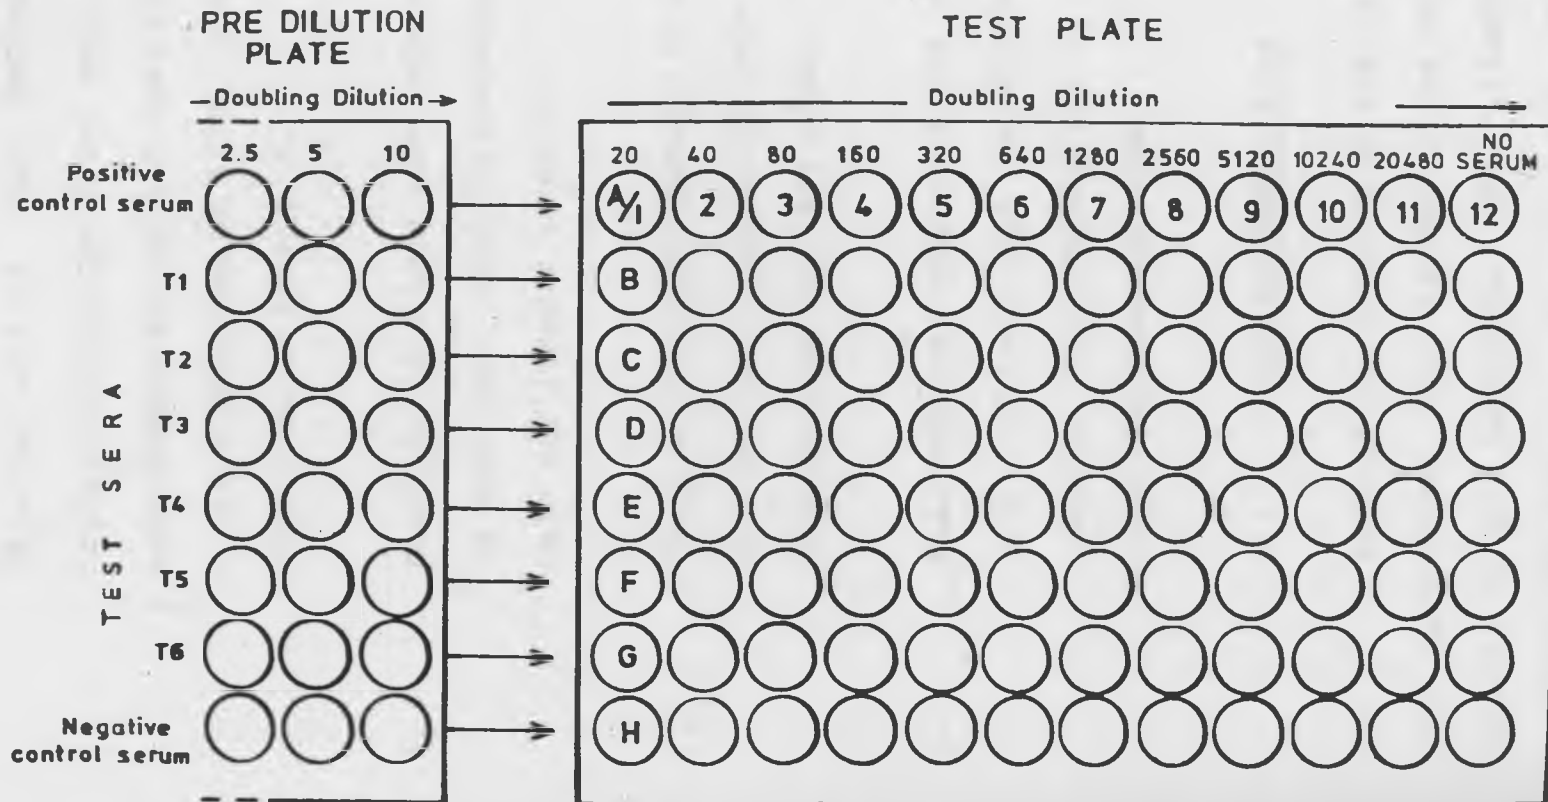 PRE DILUTION
PLATE
Doubling Dilution
2.5 5 10
Positive
control serum
T1
T2
T3
T4
T5
T6
TEST SERA
Negative
control serum
TEST PLATE
Doubling Dilution
20 40 80 160 320 640 1280 2560 5120 10240 20480 NO
SERUM
A/1 2 3 4 5 6 7 8 9 10 11 12
B
C
D
E
F
G
H